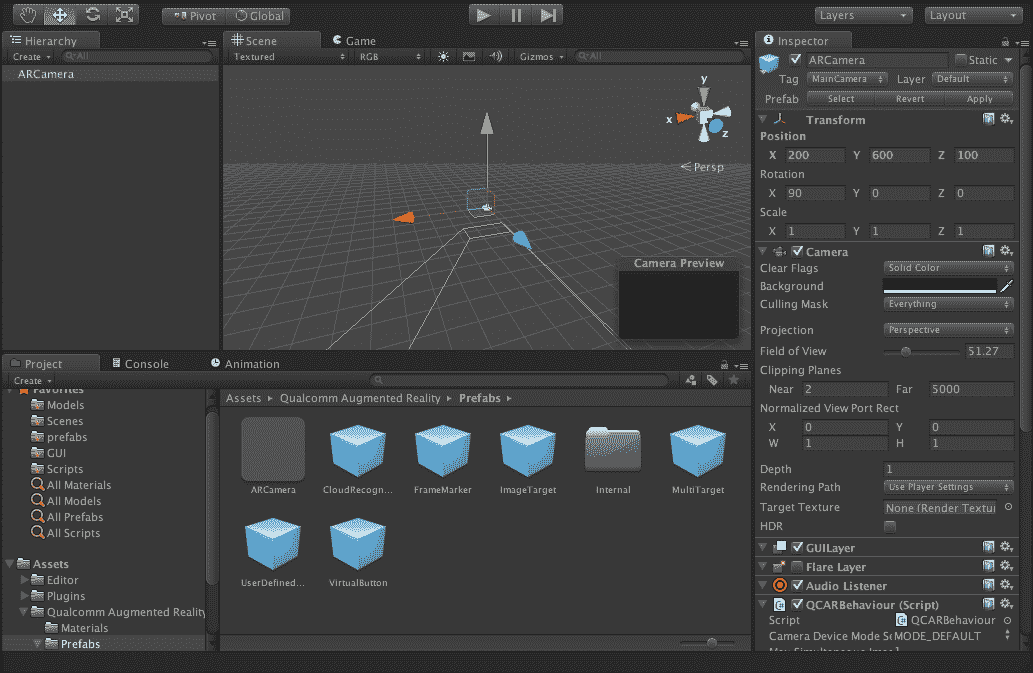 Pivot Global Layers Layout
Hierarchy
Create All
ARCamera
Scene Game
Textured RGB Gizmos All
y
x
z
Persp
Camera Preview
Inspector
ARCamera Static
Tag MainCamera Layer Default
Prefab Select Revert Apply
Transform
Position
X 200 Y 600 Z 100
Rotation
X 90 Y 0 Z 0
Scale
X 1 Y 1 Z 1
Camera
Clear Flags Solid Color
Background
Culling Mask Everything
Projection Perspective
Field of View 51.27
Clipping Planes
Near 2 Far 5000
Normalized View Port Rect
X 0 Y 0
W 1 H 1
Depth 1
Rendering Path Use Player Settings
Target Texture None (Render Textu
HDR
GUILayer
Flare Layer
Audio Listener
QCARBehaviour (Script)
Script QCARBehaviour
Camera Device Mode Se MODE_DEFAULT
Project Console Animation
Create
Favorites
Models
Scenes
prefabs
GUI
Scripts
All Materials
All Models
All Prefabs
All Scripts
Assets
Editor
Plugins
Qualcomm Augmented Reality
Materials
Prefabs
Assets Qualcomm Augmented Reality Prefabs
ARCamera CloudRecogn... FrameMarker ImageTarget Internal MultiTarget
UserDefined... VirtualButton